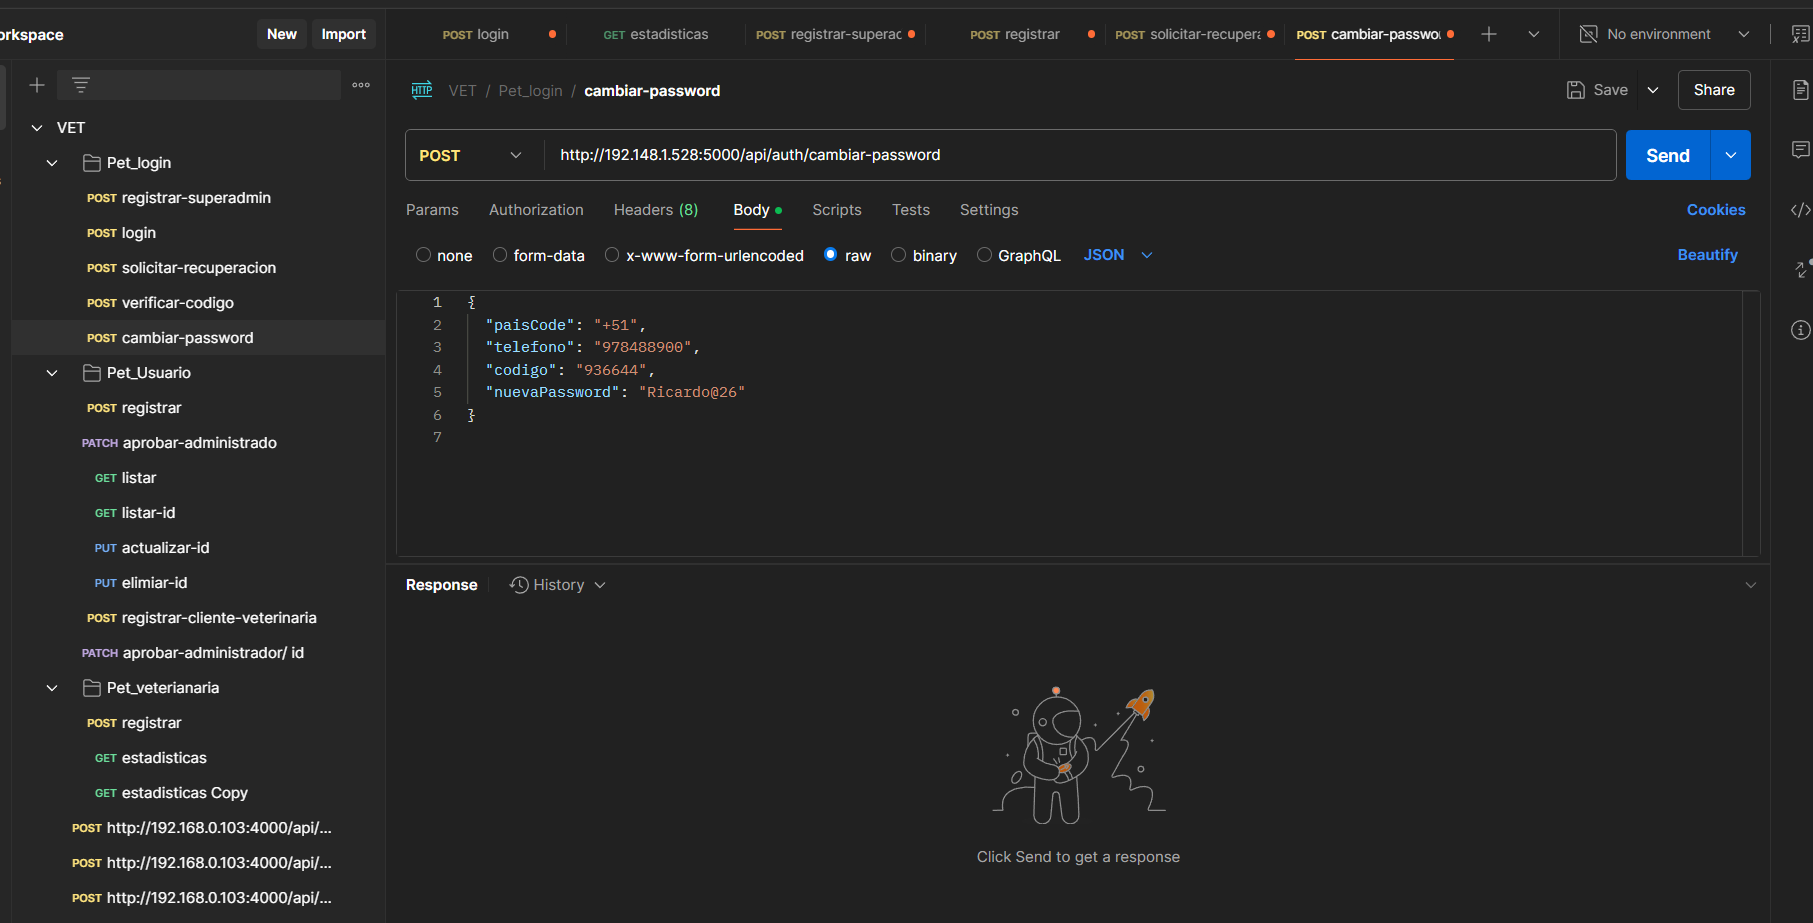 orkspace
New
Import
VET
Pet_login
POST registrar-superadmin
POST login
POST solicitar-recuperacion
POST verificar-codigo
POST cambiar-password
Pet_Usuario
POST registrar
PATCH aprobar-administrado
GET listar
GET listar-id
PUT actualizar-id
PUT elimiar-id
POST registrar-cliente-veterinaria
PATCH aprobar-administrador/ id
Pet_veterianaria
POST registrar
GET estadisticas
GET estadisticas Copy
POST http://192.168.0.103:4000/api/...
POST http://192.168.0.103:4000/api/...
POST http://192.168.0.103:4000/api/...
POST login
GET estadisticas
POST registrar-superac
POST registrar
POST solicitar-recupera
POST cambiar-passwo
No environment
HTTP VET / Pet_login / cambiar-password
Save
Share
POST
http://192.148.1.528:5000/api/auth/cambiar-password
Send
Params
Authorization
Headers (8)
Body
Scripts
Tests
Settings
Cookies
none
form-data
x-www-form-urlencoded
raw
binary
GraphQL
JSON
Beautify
1 {
2 "paisCode": "+51",
3 "telefono": "978488900",
4 "codigo": "936644",
5 "nuevaPassword": "Ricardo@26"
6 }
7
Response
History
Click Send to get a response